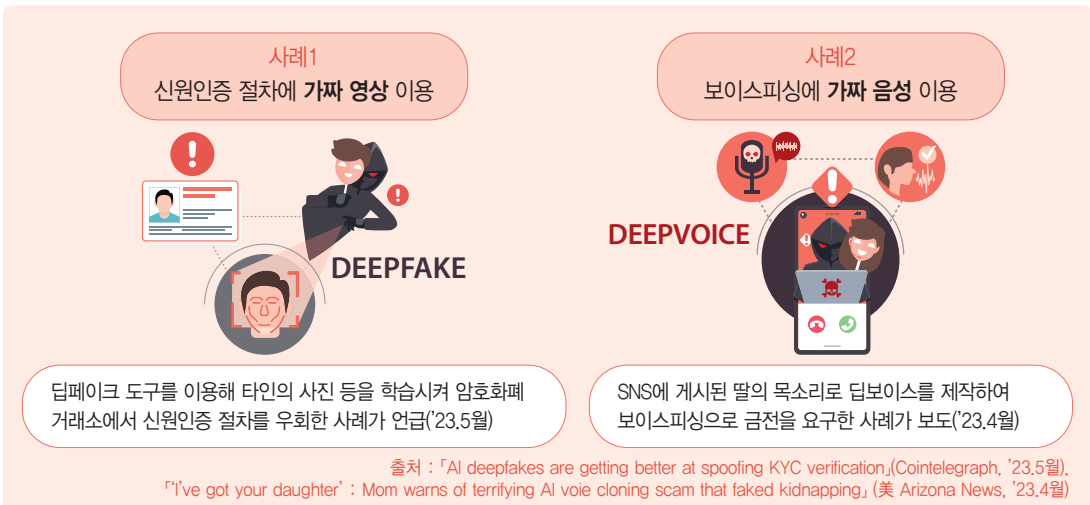 사례1
신원인증 절차에 가짜 영상 이용
DEEPFAKE
딥페이크 도구를 이용해 타인의 사진 등을 학습시켜 암호화폐
거래소에서 신원인증 절차를 우회한 사례가 언급(’23.5월)
사례2
보이스피싱에 가짜 음성 이용
DEEPVOICE
SNS에 게시된 딸의 목소리로 딥보이스를 제작하여
보이스피싱으로 금전을 요구한 사례가 보도(’23.4월)
출처 : 「AI deepfakes are getting better at spoofing KYC verification」(Cointelegraph, ’23.5월),
「‘I’ve got your daughter’ : Mom warns of terrifying AI voie cloning scam that faked kidnapping」 (美 Arizona News, ’23.4월)